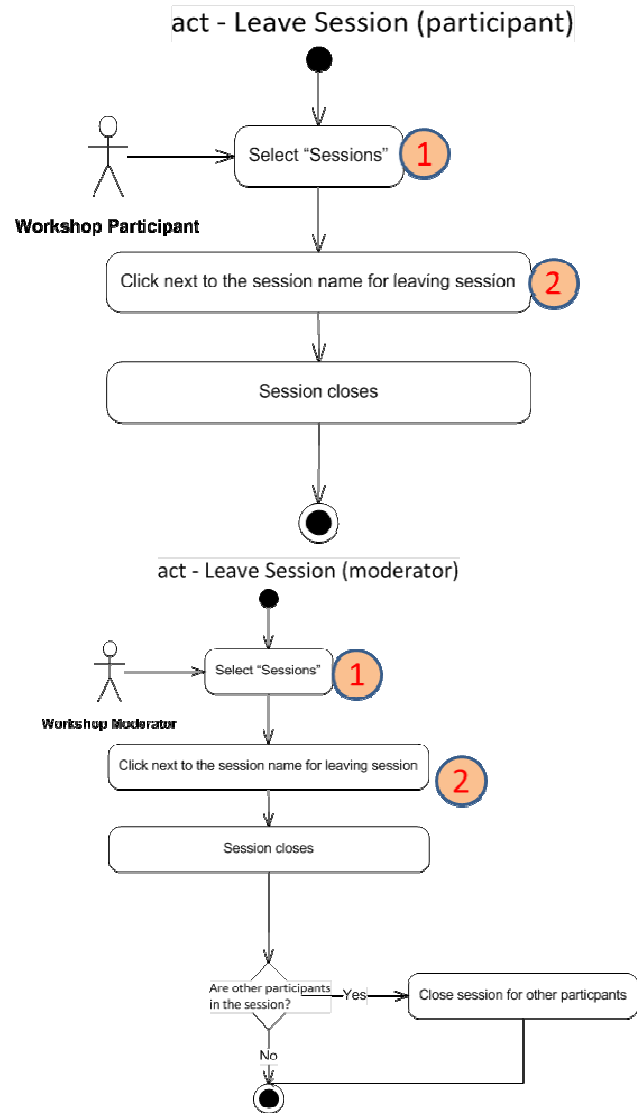 act - Leave Session (participant)
Select “Sessions”
1
Workshop Participant
Click next to the session name for leaving session
2
Session closes
act - Leave Session (moderator)
Select “Sessions”
1
Workshop Moderator
Click next to the session name for leaving session
2
Session closes
Are other participants
in the session?
Yes
Close session for other particpants
No